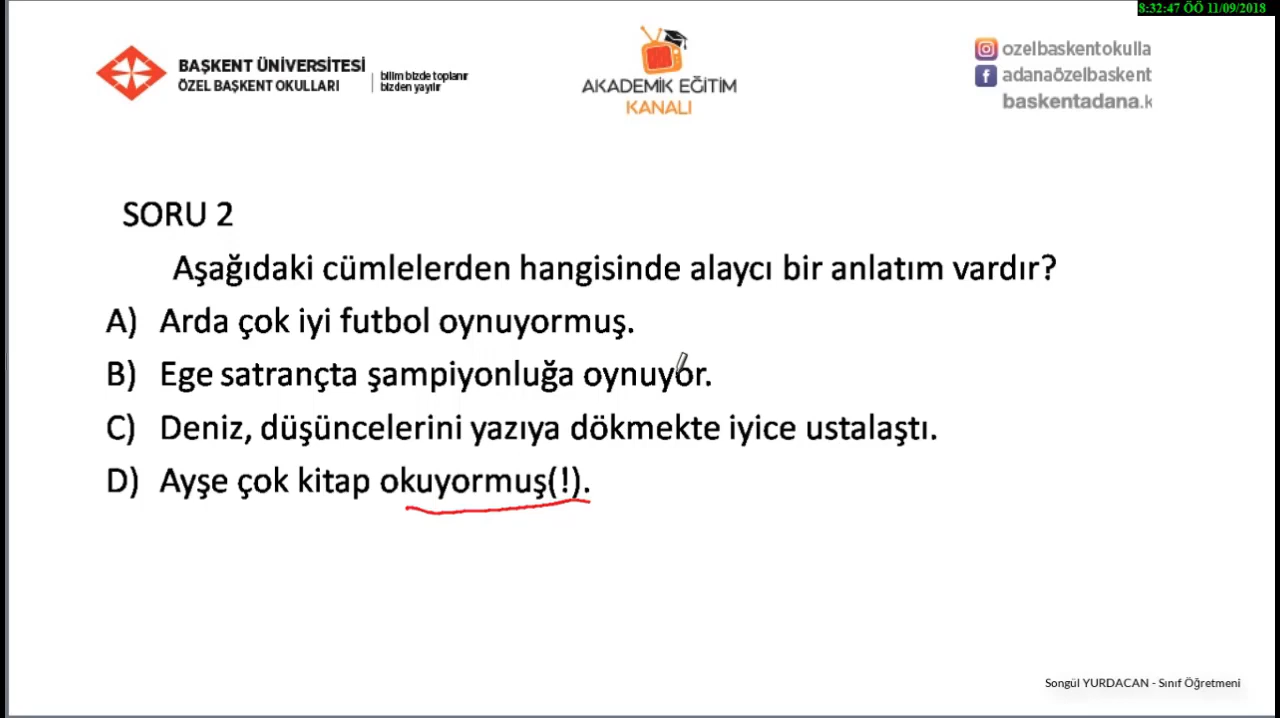 8:32:47 ÖÖ 11/09/2018
BAŞKENT ÜNİVERSİTESİ
ÖZEL BAŞKENT OKULLARI
bilim bizde toplanır
bizden yayılır
AKADEMİK EĞİTİM
KANALI
ozelbaskentokulla
adanaözelbaskent
baskentadana.k
SORU 2
Aşağıdaki cümlelerden hangisinde alaycı bir anlatım vardır?
A) Arda çok iyi futbol oynuyormuş.
B) Ege satrançta şampiyonluğa oynuyor.
C) Deniz, düşüncelerini yazıya dökmekte iyice ustalaştı.
D) Ayşe çok kitap okuyormuş(!).
Songül YURDACAN - Sınıf Öğretmeni